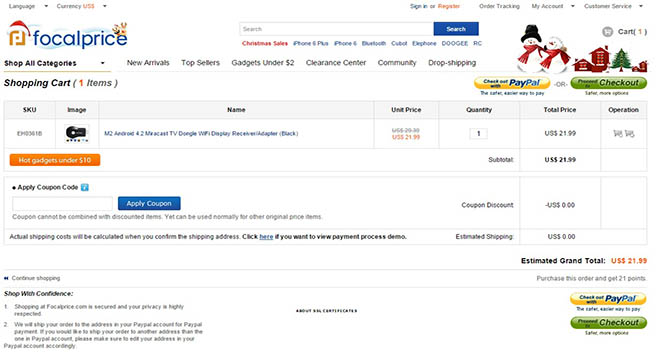 Language Currency US$ Sign in or Register Order Tracking My Account Customer Service
focalprice
Search Search
Cart( 1 )
Christmas Sales iPhone 6 Plus iPhone 6 Bluetooth Cubot Elephone DOOGEE RC
Shop All Categories New Arrivals Top Sellers Gadgets Under $2 Clearance Center Community Drop-shipping
Shopping Cart ( 1 Items )
Check out with PayPal -OR- Proceed to Checkout
The safer, easier way to pay Safer, more options
SKU Image Name Unit Price Quantity Total Price Operation
EH0361B M2 Android 4.2 Miracast TV Dongle WiFi Display Receiver/Adapter (Black) US$ 21.99 1 US$ 21.99
Hot gadgets under $10 Subtotal: US$ 21.99
Apply Coupon Code ?
Apply Coupon Coupon Discount: -US$ 0.00
Coupon cannot be combined with discounted items. Yet can be used normally for other original price items.
Actual shipping costs will be calculated when you confirm the shipping address. Click here if you want to view payment process demo. Estimated Shipping: US$ 0.00
Estimated Grand Total: US$ 21.99
Continue shopping Purchase this order and get 21 points.
Shop With Confidence:
1. Shopping at Focalprice.com is secured and your privacy is highly
respected.
ABOUT SSL CERTIFICATES
Check out with PayPal
The safer, easier way to pay
2. We will ship your order to the address in your Paypal account for Paypal
payment. If you would like to ship your order to another address than the
one in Paypal account, please make sure to edit your address in your
Paypal account accordingly.
Proceed to Checkout
Safer, more options